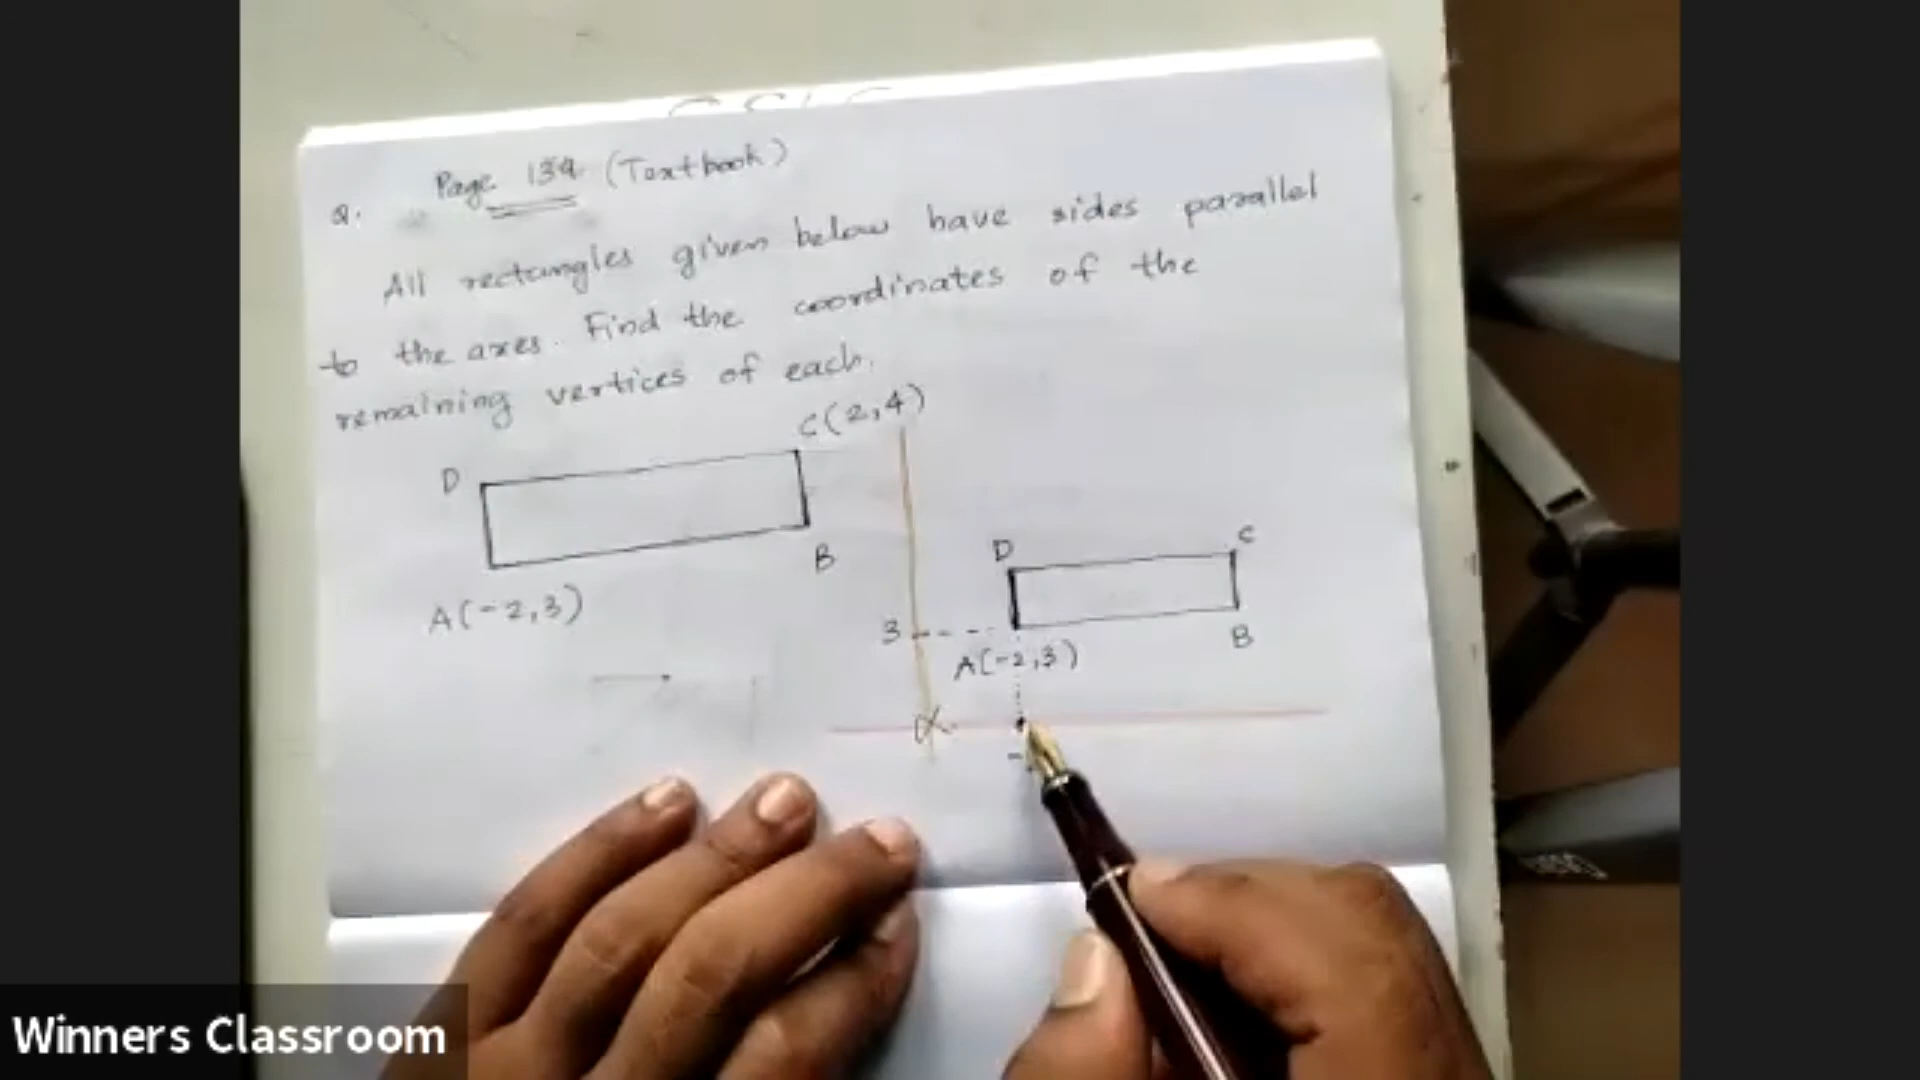 Page 134 (Textbook)
Q.
All rectangles given below have sides parallel
to the axes. Find the coordinates of the
remaining vertices of each.
C(2,4)
D
B
A(-2,3)
D
C
3
A(-2,3)
B
Winners Classroom